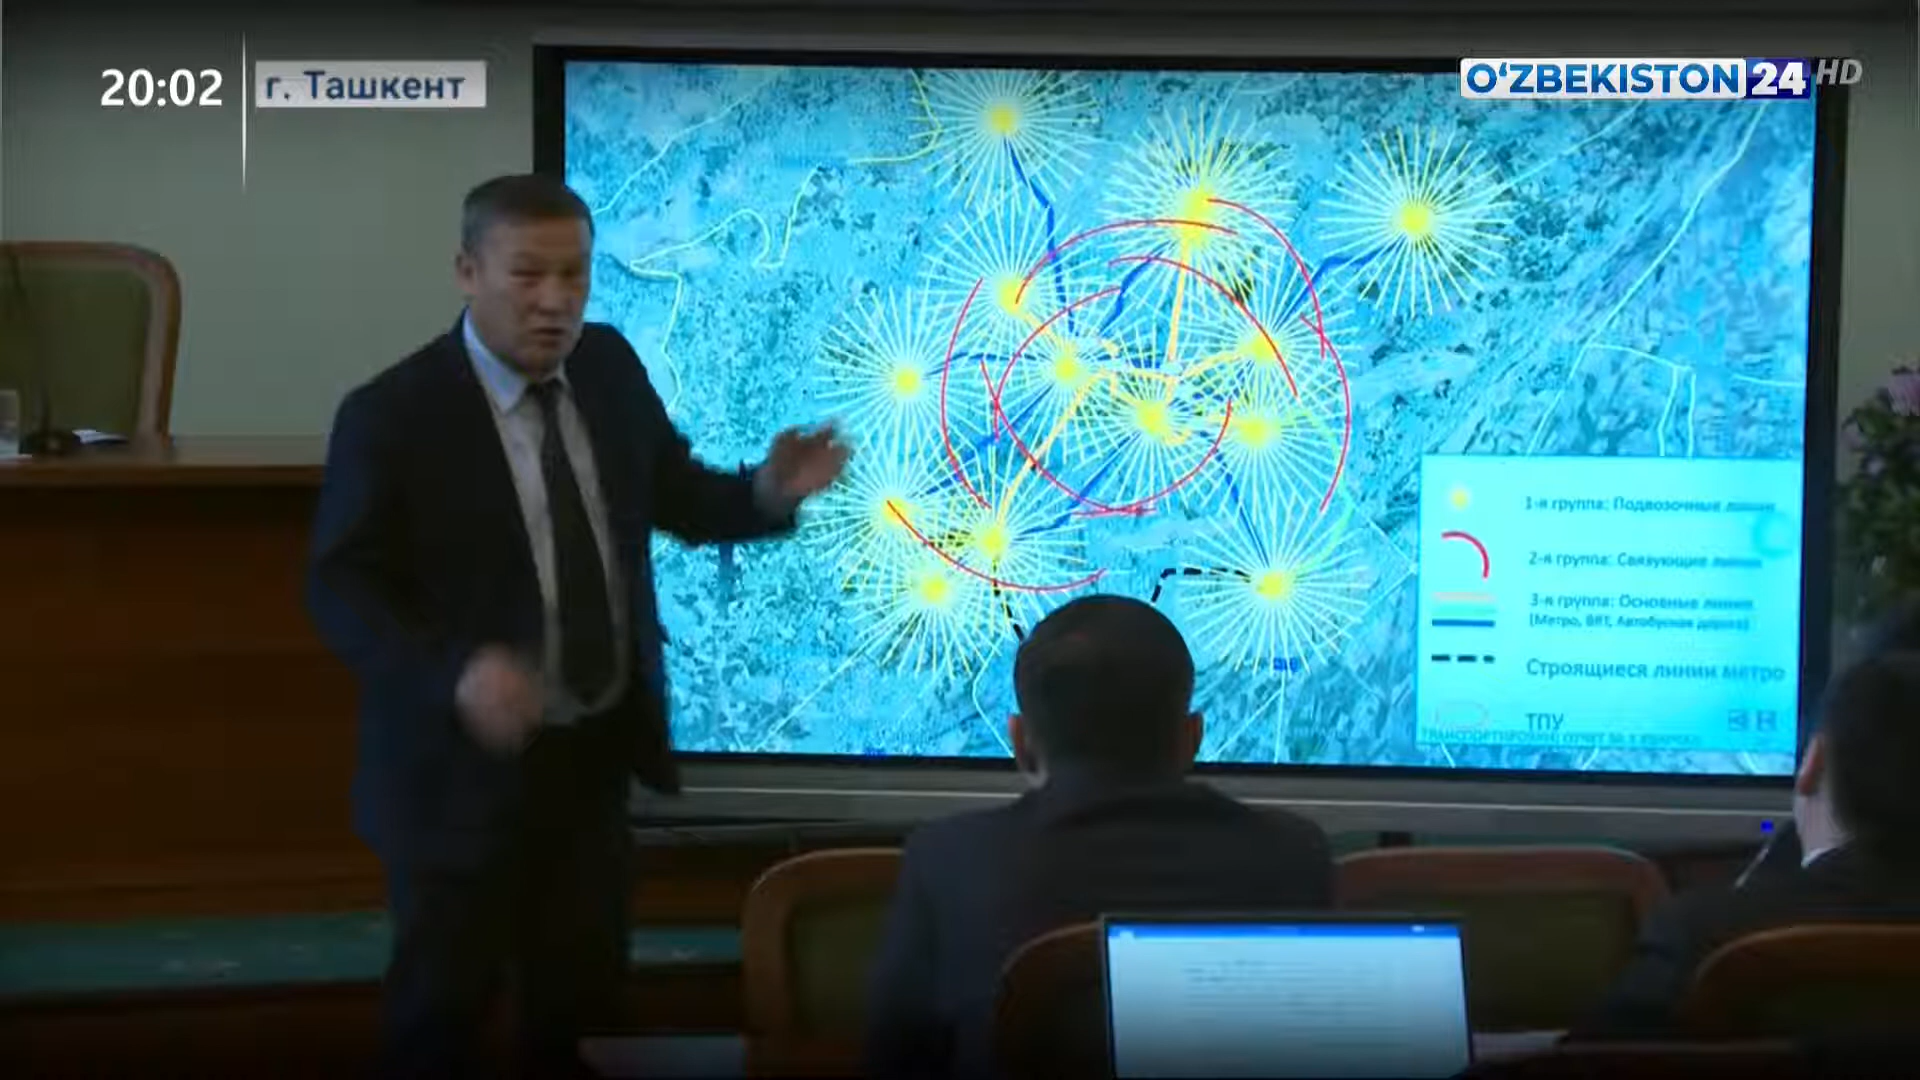 20:02
г. Ташкент
O‘ZBEKISTON 24 HD
1-я группа: Подвозочные линии
2-я группа: Связующие линии
3-я группа: Основные линии
(Метро, BRT, Автобусная дорога)
Строящиеся линии метро
ТПУ